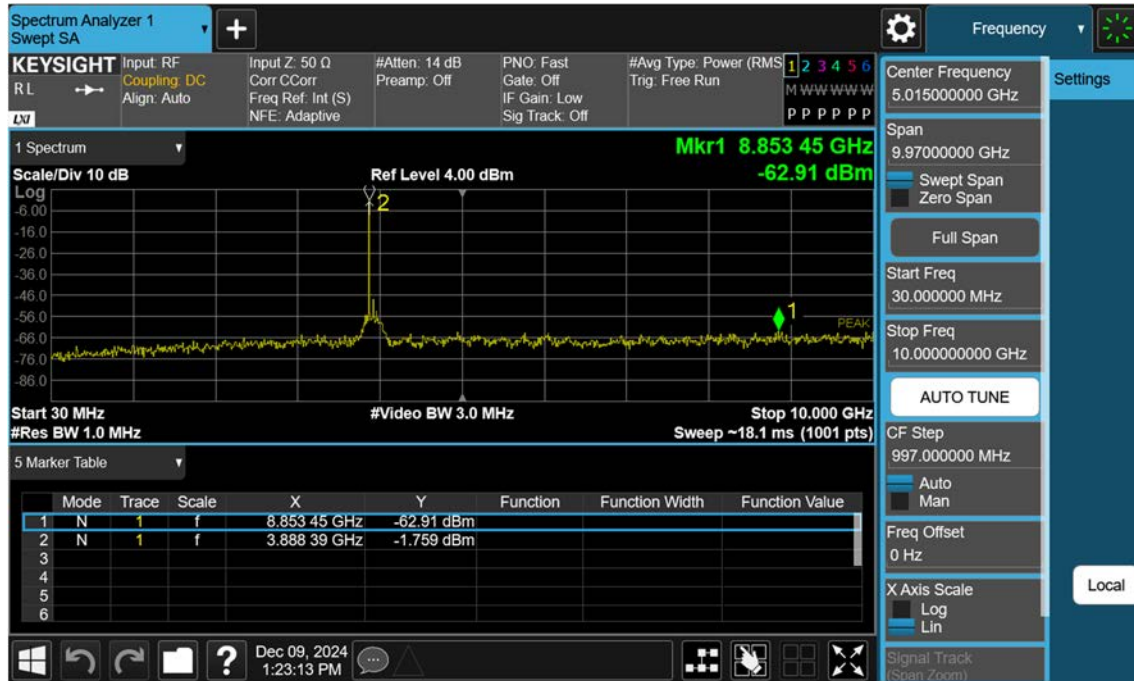 Spectrum Analyzer 1
Swept SA
+
Frequency
KEYSIGHT
RL
LXI
Input: RF
Coupling: DC
Align: Auto
Input Z: 50 Ω
Corr CCorr
Freq Ref: Int (S)
NFE: Adaptive
#Atten: 14 dB
Preamp: Off
PNO: Fast
Gate: Off
IF Gain: Low
Sig Track: Off
#Avg Type: Power (RMS
Trig: Free Run
1 2 3 4 5 6
M W W W W W
P P P P P P
1 Spectrum
Scale/Div 10 dB
Ref Level 4.00 dBm
Mkr1 8.853 45 GHz
-62.91 dBm
Log
-6.00
-16.0
-26.0
-36.0
-46.0
-56.0
-66.0
-76.0
-86.0
2
1
PEAK
Start 30 MHz
#Video BW 3.0 MHz
Stop 10.000 GHz
#Res BW 1.0 MHz
Sweep ~18.1 ms (1001 pts)
5 Marker Table
Mode Trace Scale X Y Function Function Width Function Value
1 N 1 f 8.853 45 GHz -62.91 dBm
2 N 1 f 3.888 39 GHz -1.759 dBm
3
4
5
6
Dec 09, 2024
1:23:13 PM
?
Center Frequency
5.015000000 GHz
Span
9.97000000 GHz
Swept Span
Zero Span
Full Span
Start Freq
30.000000 MHz
Stop Freq
10.000000000 GHz
AUTO TUNE
CF Step
997.000000 MHz
Auto
Man
Freq Offset
0 Hz
X Axis Scale
Log
Lin
Signal Track
(Span Zoom)
Settings
Local